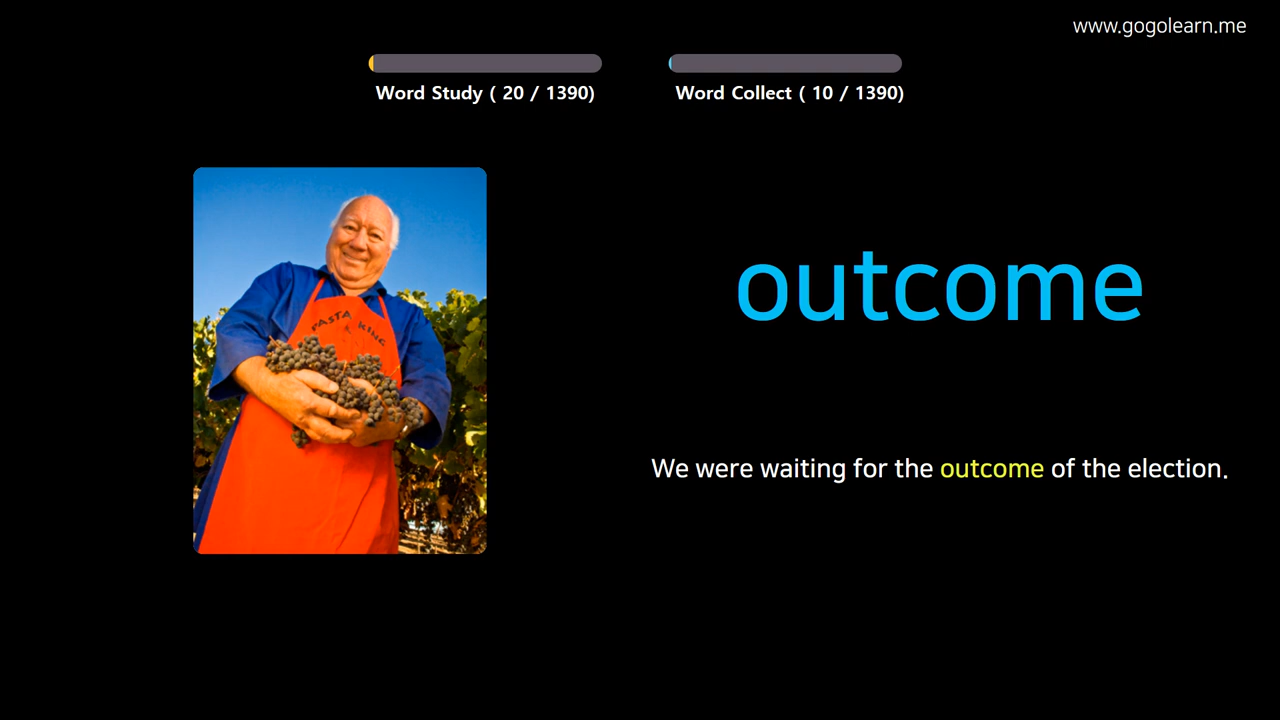 www.gogolearn.me
Word Study ( 20 / 1390)
Word Collect ( 10 / 1390)
PASTA KING
outcome
We were waiting for the outcome of the election.